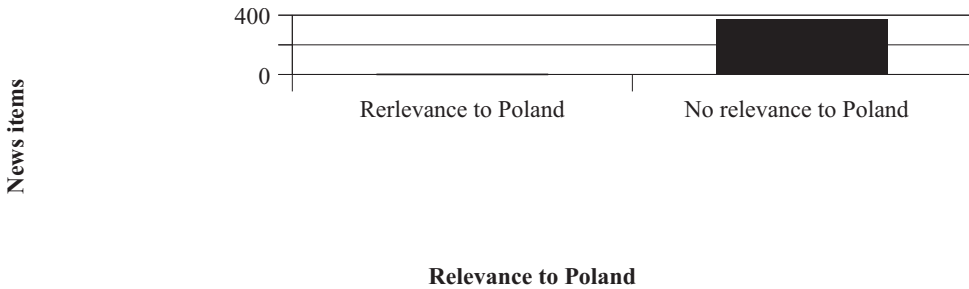 400
0
News items
Rerlevance to Poland
No relevance to Poland
Relevance to Poland